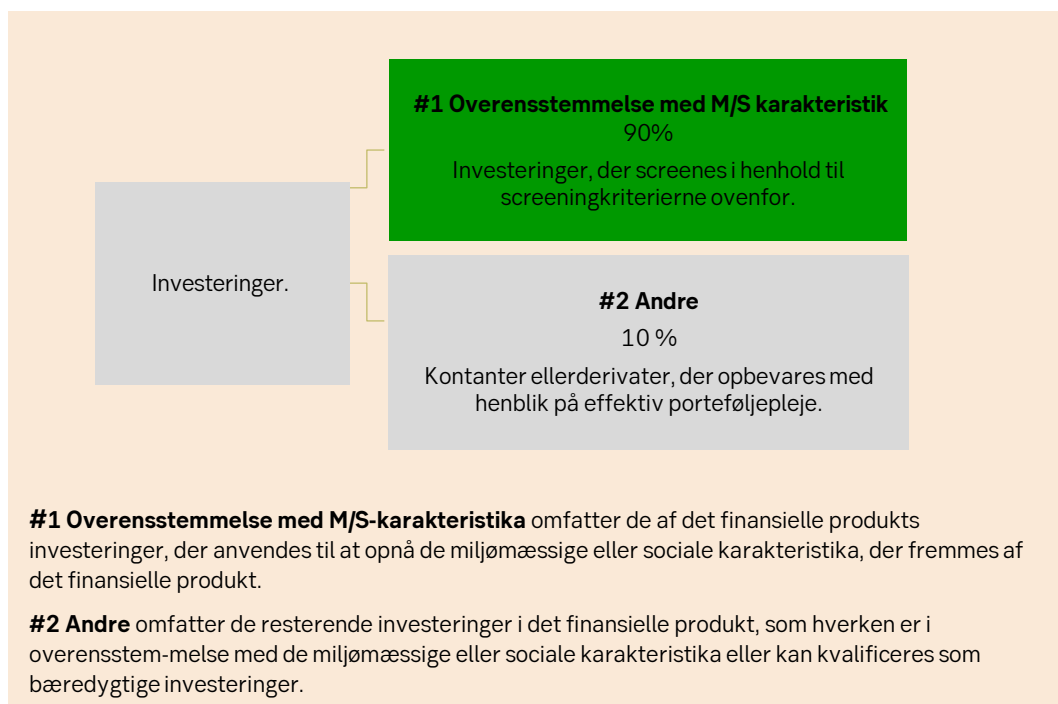 #1 Overensstemmelse med M/S karakteristik
90%
Investeringer, der screenes i henhold til
screeningkriterierne ovenfor.
Investeringer.
#2 Andre
10 %
Kontanter ellerderivater, der opbevares med
henblik på effektiv porteføljepleje.
#1 Overensstemmelse med M/S-karakteristika omfatter de af det finansielle produkts
investeringer, der anvendes til at opnå de miljømæssige eller sociale karakteristika, der fremmes af
det finansielle produkt.
#2 Andre omfatter de resterende investeringer i det finansielle produkt, som hverken er i
overensstem-melse med de miljømæssige eller sociale karakteristika eller kan kvalificeres som
bæredygtige investeringer.